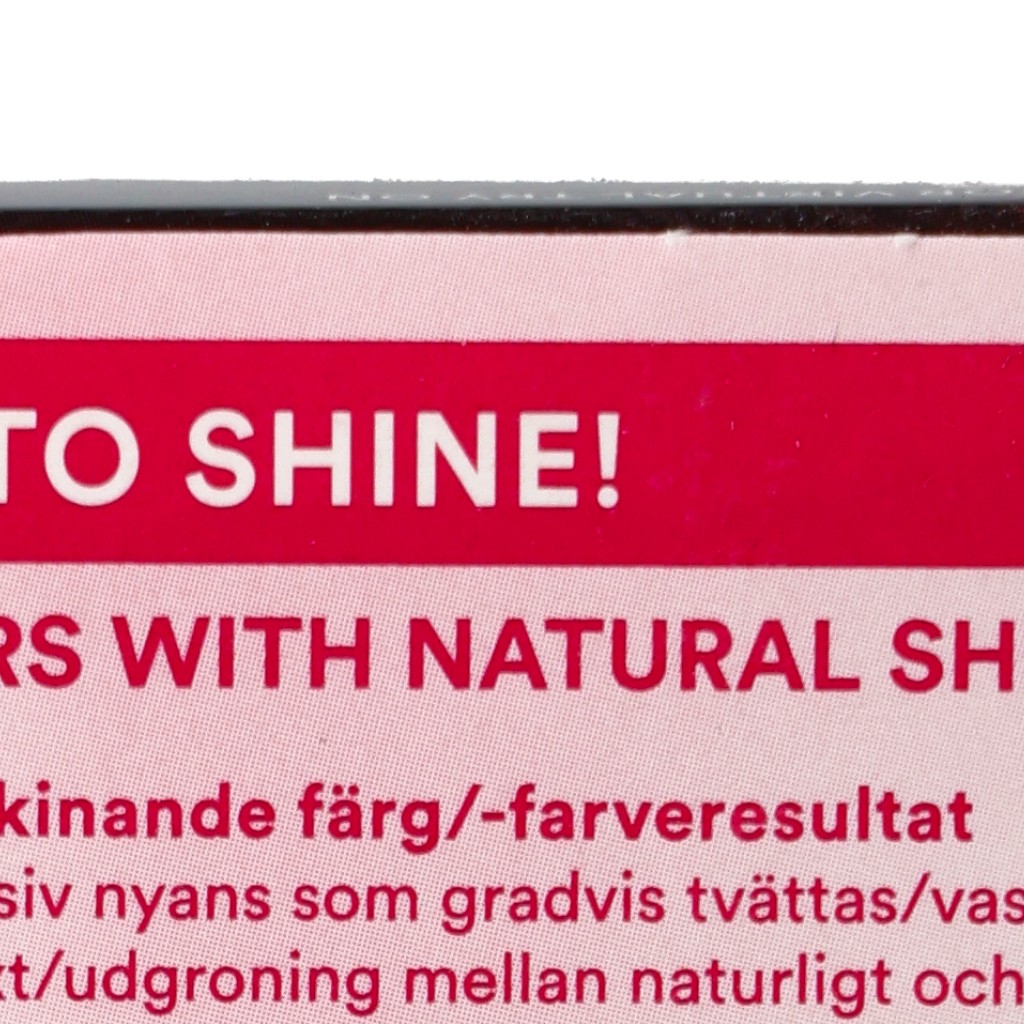 TO SHINE!
RS WITH NATURAL SH
kinande färg/-farveresultat
siv nyans som gradvis tvättas/vas
kt/udgroning mellan naturligt och